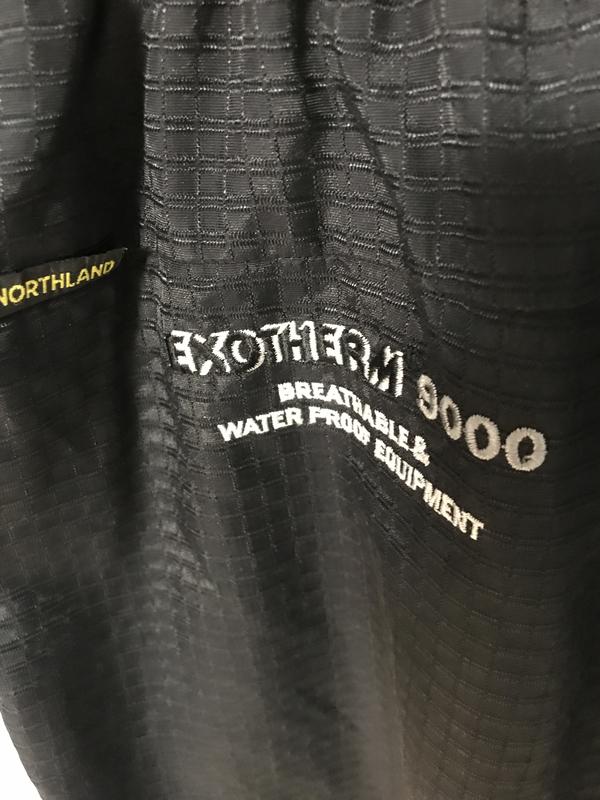 NORTHLAND
EXOTHERM 9000
BREATHABLE &
WATER PROOF EQUIPMENT